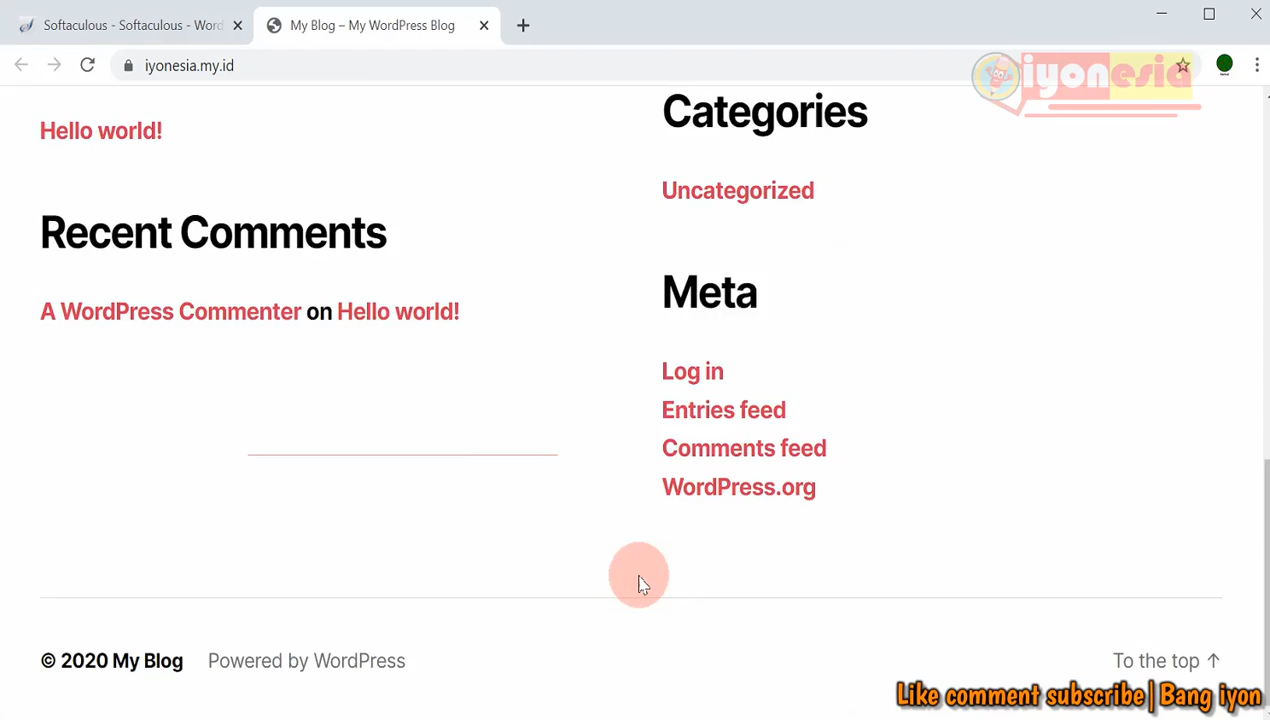 Softaculous - Softaculous - Word
My Blog – My WordPress Blog
iyonesia.my.id
iyonesia
Hello world!
Recent Comments
A WordPress Commenter on Hello world!
Categories
Uncategorized
Meta
Log in
Entries feed
Comments feed
WordPress.org
© 2020 My Blog
Powered by WordPress
To the top ↑
Like comment subscribe| Bang iyon